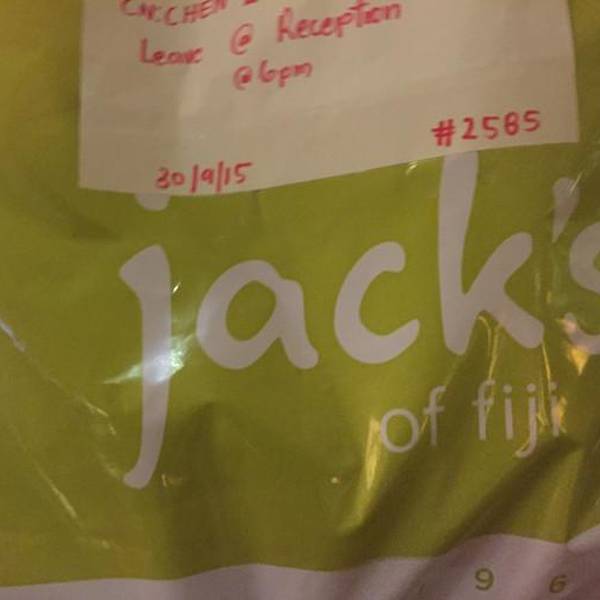 Leave @ Reception
@ 6pm
#2585
30/9/15
jack's
of fiji
9 6